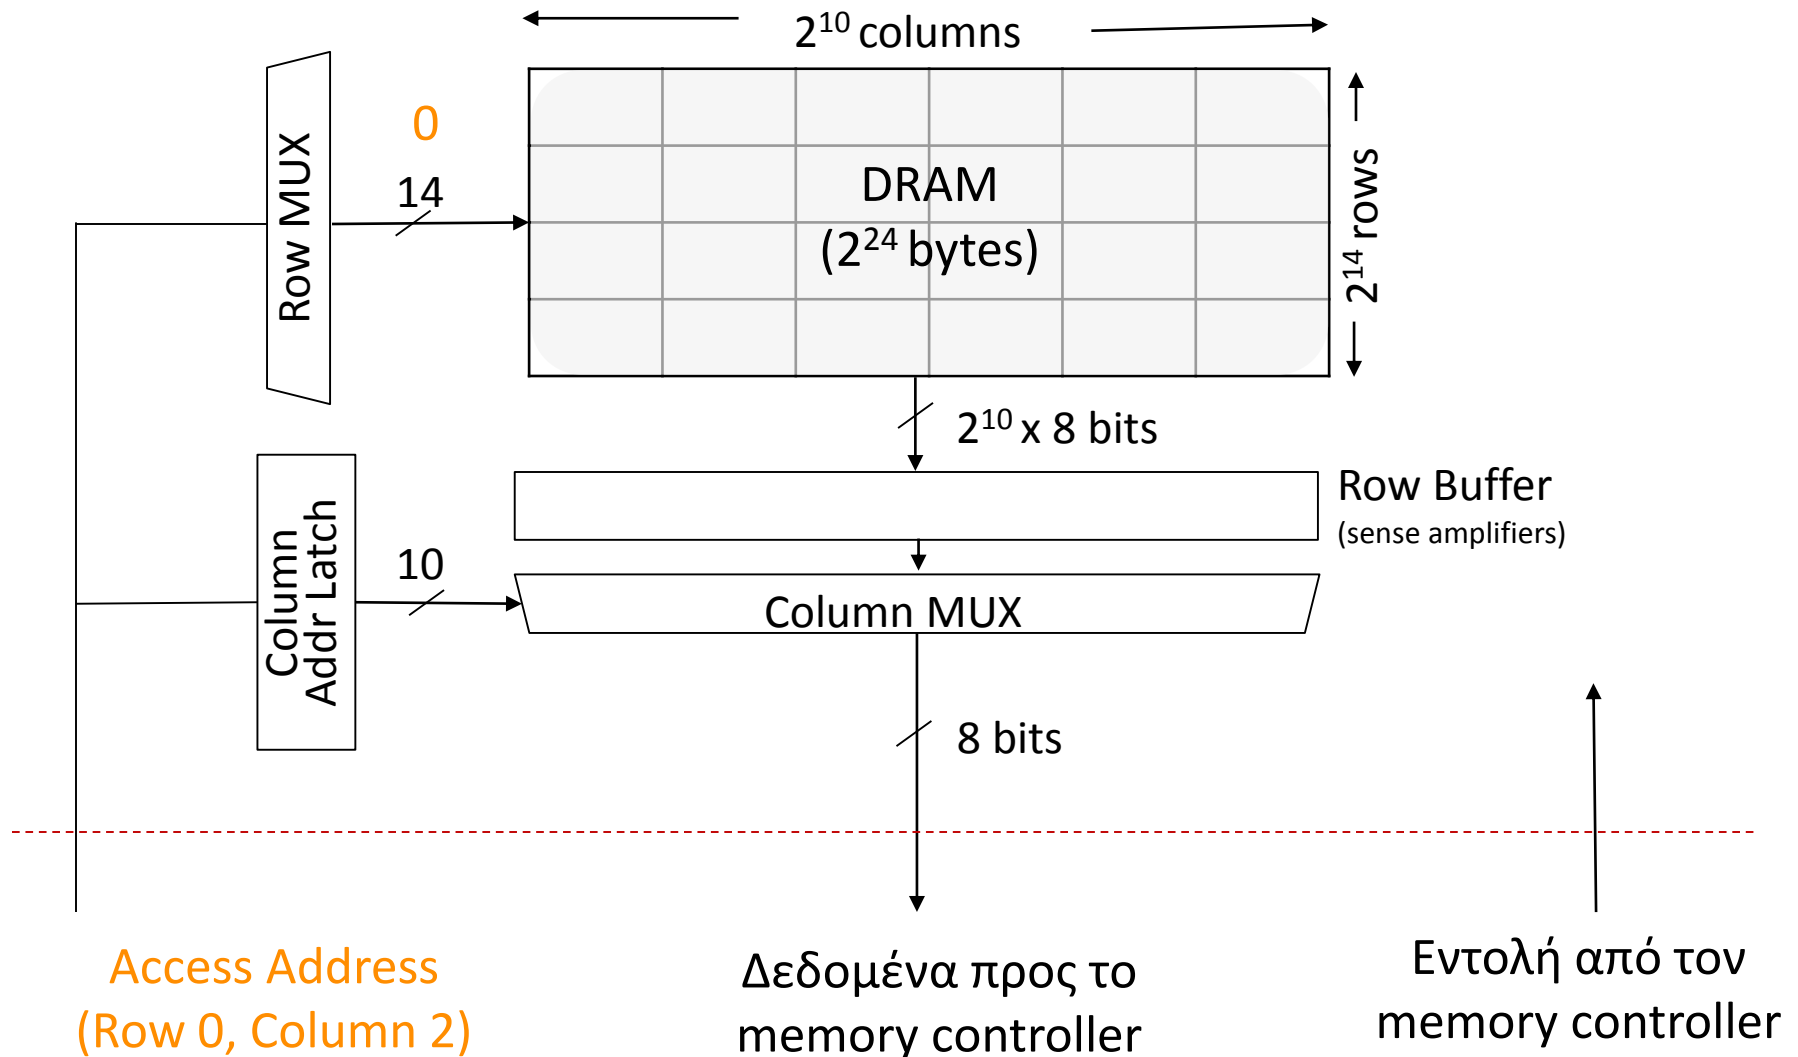 2¹⁰ columns
Row MUX
0
14
DRAM
(2²⁴ bytes)
2¹⁴ rows
2¹⁰ x 8 bits
Row Buffer
(sense amplifiers)
Column
Addr Latch
10
Column MUX
8 bits
Access Address
(Row 0, Column 2)
Δεδομένα προς το
memory controller
Εντολή από τον
memory controller